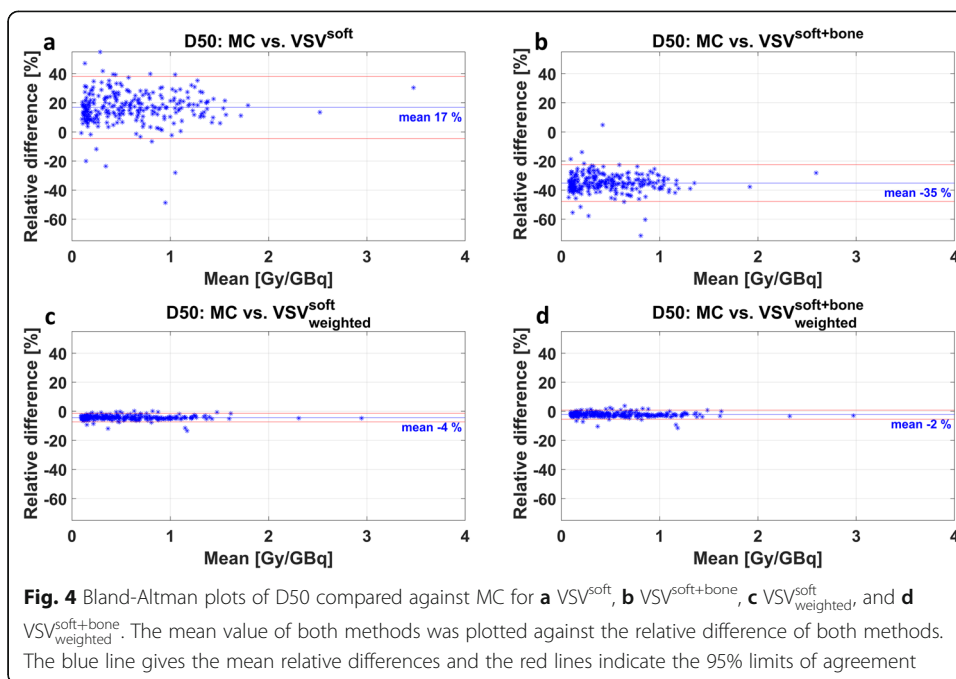 a
D50: MC vs. VSV^soft
Relative difference [%]
40
20
0
-20
-40
-60
mean 17 %
0 1 2 3 4
Mean [Gy/GBq]
b
D50: MC vs. VSV^soft+bone
Relative difference [%]
40
20
0
-20
-40
-60
mean -35 %
0 1 2 3 4
Mean [Gy/GBq]
c
D50: MC vs. VSV^soft_weighted
Relative difference [%]
40
20
0
-20
-40
-60
mean -4 %
0 1 2 3 4
Mean [Gy/GBq]
d
D50: MC vs. VSV^soft+bone_weighted
Relative difference [%]
40
20
0
-20
-40
-60
mean -2 %
0 1 2 3 4
Mean [Gy/GBq]
Fig. 4 Bland-Altman plots of D50 compared against MC for a VSV^soft, b VSV^soft+bone, c VSV^soft_weighted, and d
VSV^soft+bone_weighted. The mean value of both methods was plotted against the relative difference of both methods.
The blue line gives the mean relative differences and the red lines indicate the 95% limits of agreement